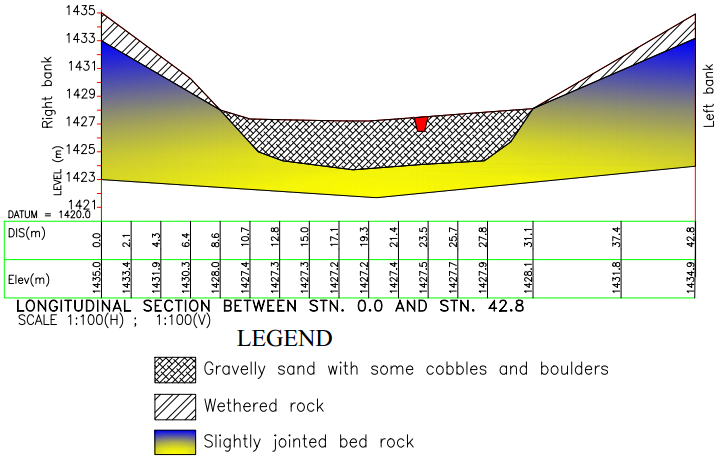 1435
1433
1431
1429
1427
1425
1423
1421
Right bank
LEVEL (m)
Left bank
DATUM = 1420.0
DIS(m) 0.0 2.1 4.3 6.4 8.6 10.7 12.8 15.0 17.1 19.3 21.4 23.5 25.7 27.8 31.1 37.4 42.8
Elev(m) 1435.0 1433.4 1431.9 1430.3 1428.0 1427.4 1427.3 1427.3 1427.2 1427.2 1427.4 1427.5 1427.7 1427.9 1428.1 1431.8 1434.9
LONGITUDINAL SECTION BETWEEN STN. 0.0 AND STN. 42.8
SCALE 1:100(H) ; 1:100(V)
LEGEND
Gravelly sand with some cobbles and boulders
Wethered rock
Slightly jointed bed rock